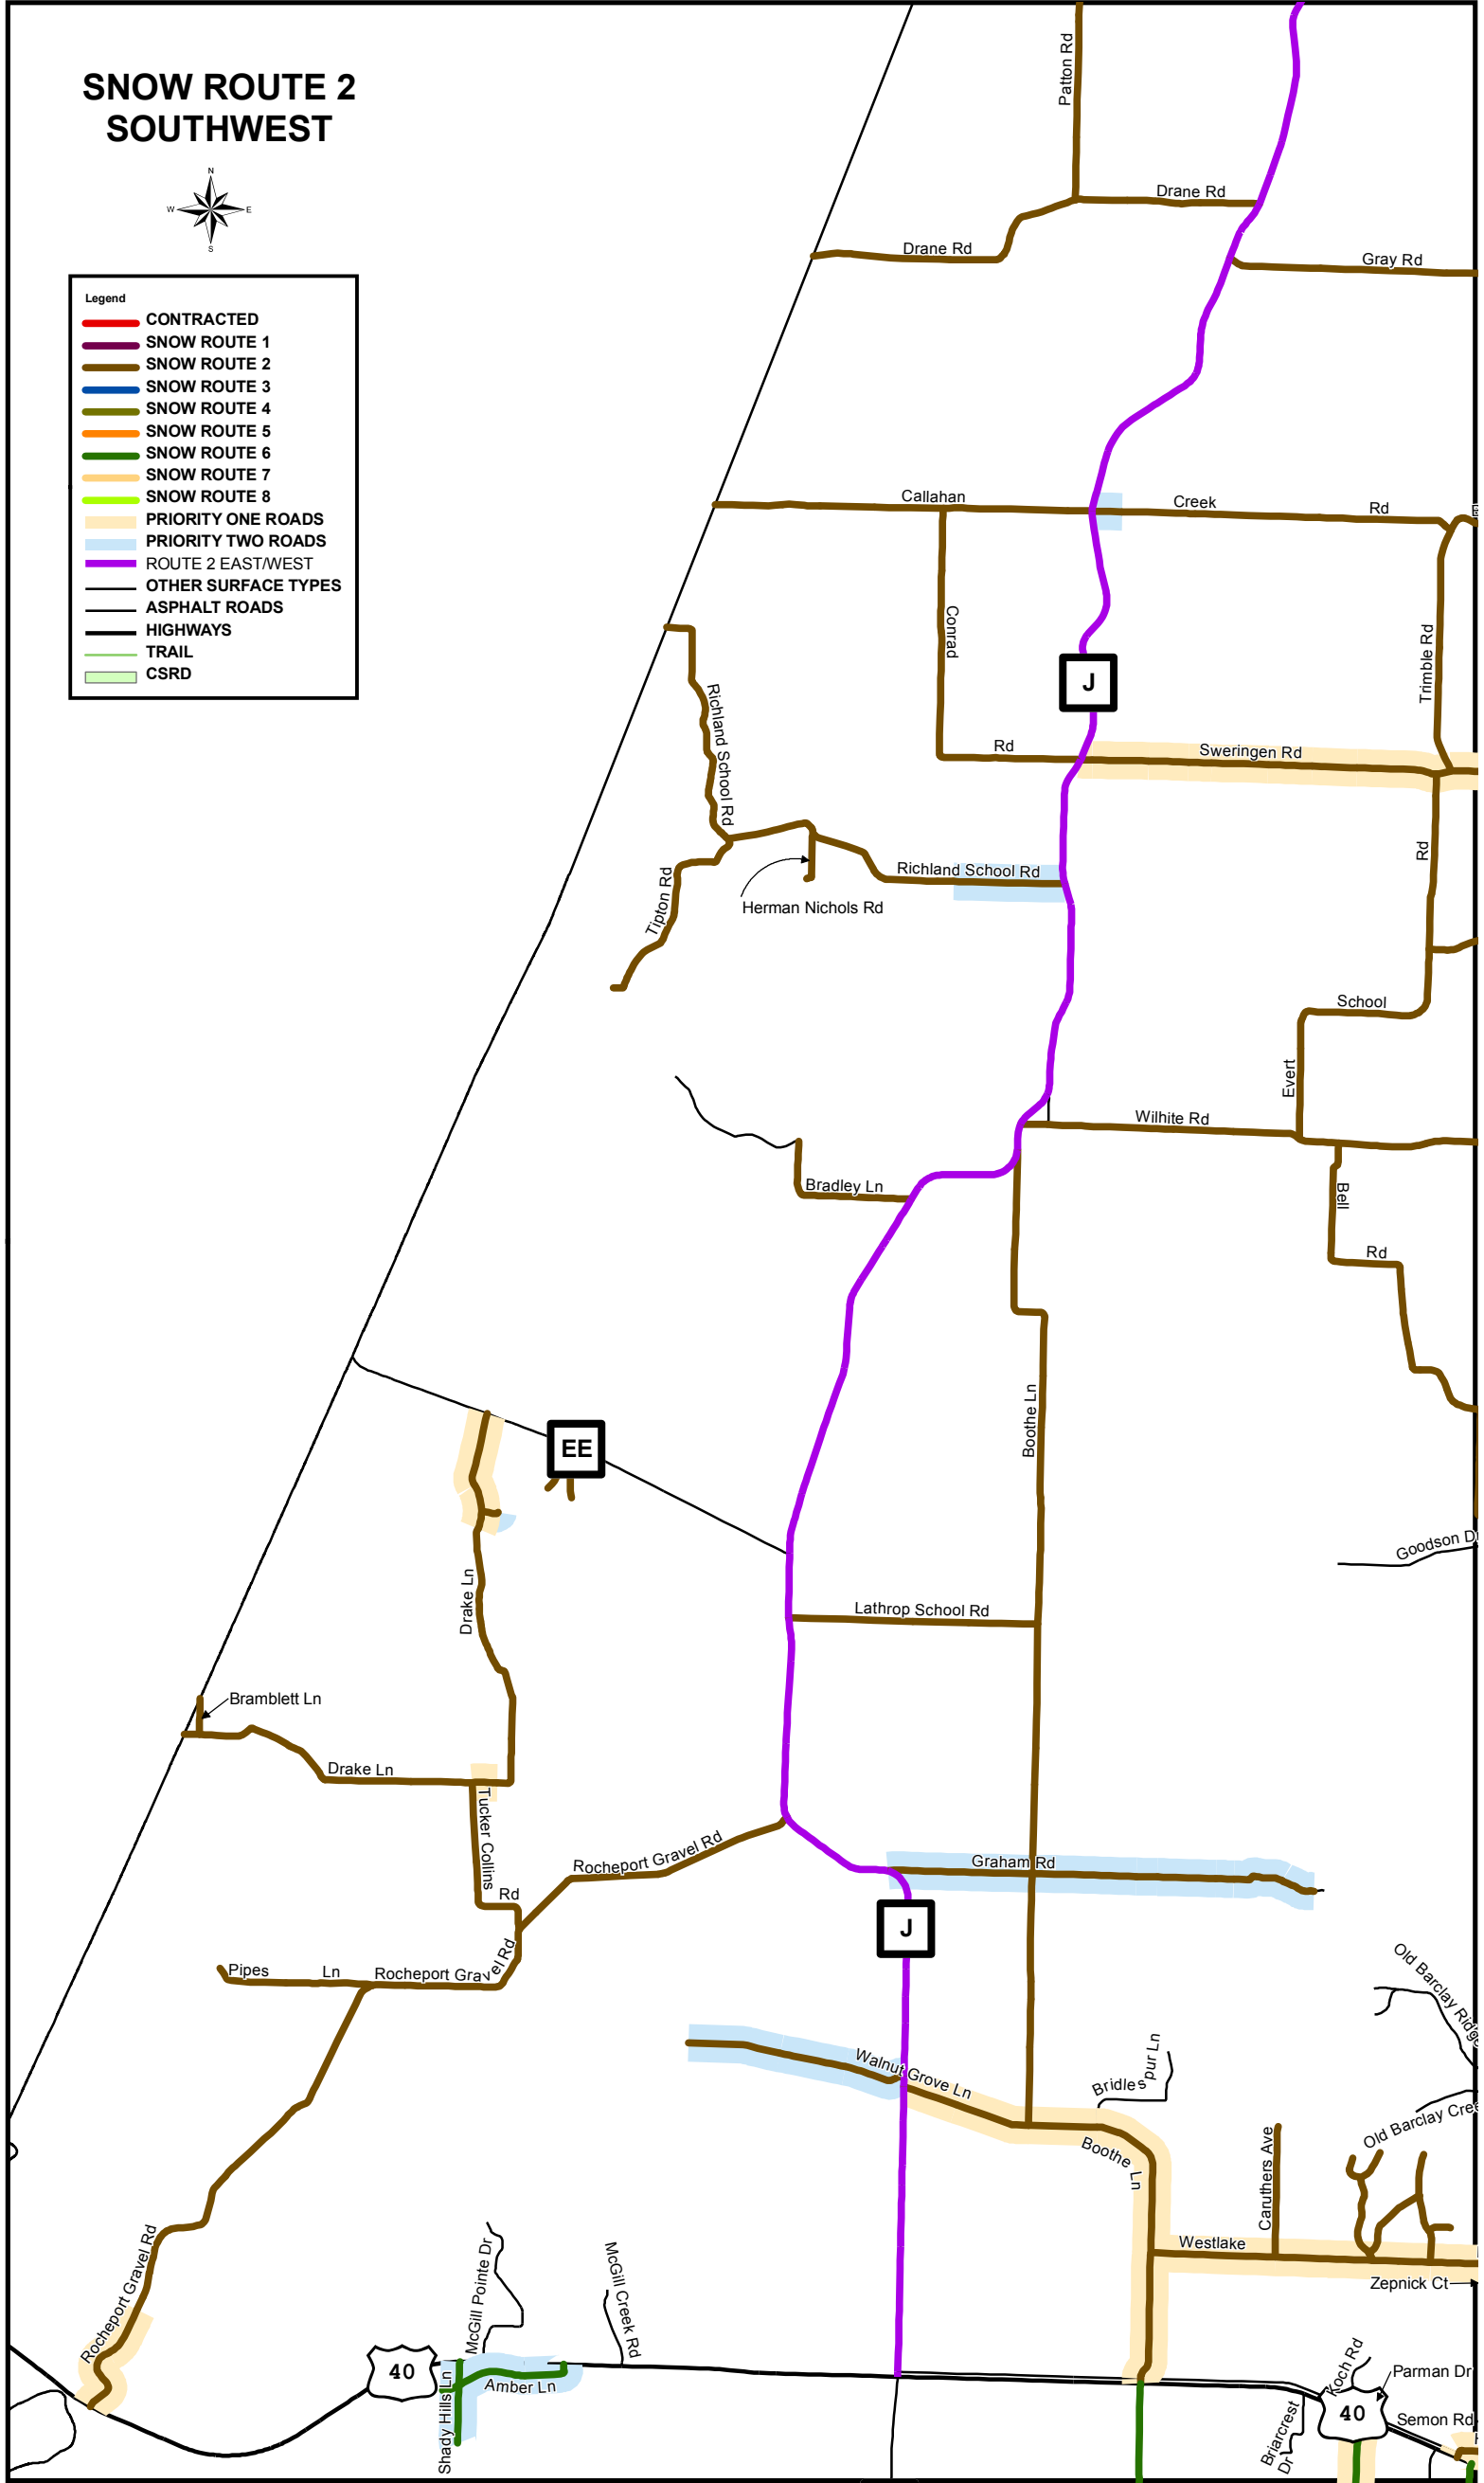 SNOW ROUTE 2
SOUTHWEST
N
W
E
S
Legend
CONTRACTED
SNOW ROUTE 1
SNOW ROUTE 2
SNOW ROUTE 3
SNOW ROUTE 4
SNOW ROUTE 5
SNOW ROUTE 6
SNOW ROUTE 7
SNOW ROUTE 8
PRIORITY ONE ROADS
PRIORITY TWO ROADS
ROUTE 2 EAST/WEST
OTHER SURFACE TYPES
ASPHALT ROADS
HIGHWAYS
TRAIL
CSRD
Patton Rd
Drane Rd
Drane Rd
Gray Rd
Callahan
Creek
Rd
Conrad
Rd
J
Trimble Rd
Sweringen Rd
Richland School Rd
Richland School Rd
Herman Nichols Rd
Tipton Rd
Rd
School
Evert
Wilhite Rd
Bradley Ln
Bell
Rd
Boothe Ln
EE
Goodson D
Drake Ln
Lathrop School Rd
Bramblett Ln
Drake Ln
Tucker Collins
Rd
Rocheport Gravel Rd
Graham Rd
J
Pipes
Ln
Rocheport Gravel Rd
Old Barclay Ridge
Walnut Grove Ln
Bridlespur Ln
Old Barclay Cree
Boothe
Ln
Caruthers Ave
Westlake
Zepnick Ct
Rocheport Gravel Rd
McGill Pointe Dr
McGill Creek Rd
40
Amber Ln
Shady Hills Ln
Koch Rd
Parman Dr
40
Semon Rd
Briarcrest
Dr